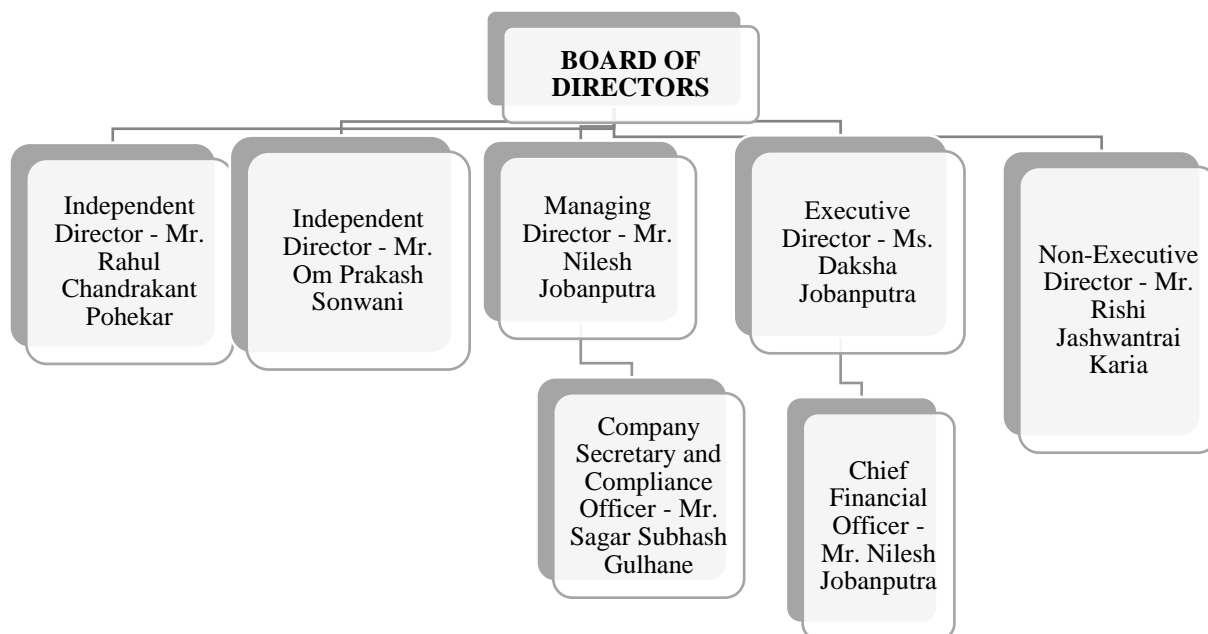 BOARD OF
DIRECTORS
Independent
Director - Mr.
Rahul
Chandrakant
Pohekar
Independent
Director - Mr.
Om Prakash
Sonwani
Managing
Director - Mr.
Nilesh
Jobanputra
Executive
Director - Ms.
Daksha
Jobanputra
Non-Executive
Director - Mr.
Rishi
Jashwantrai
Karia
Company
Secretary and
Compliance
Officer - Mr.
Sagar Subhash
Gulhane
Chief
Financial
Officer -
Mr. Nilesh
Jobanputra